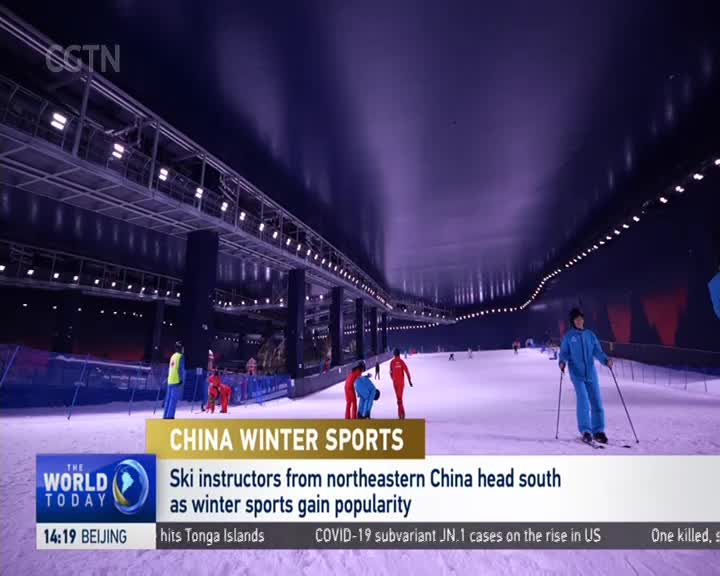 CGTN
CHINA WINTER SPORTS
Ski instructors from northeastern China head south
as winter sports gain popularity
THE
WORLD
TODAY
14:19 BEIJING
hits Tonga Islands COVID-19 subvariant JN.1 cases on the rise in US One killed, s